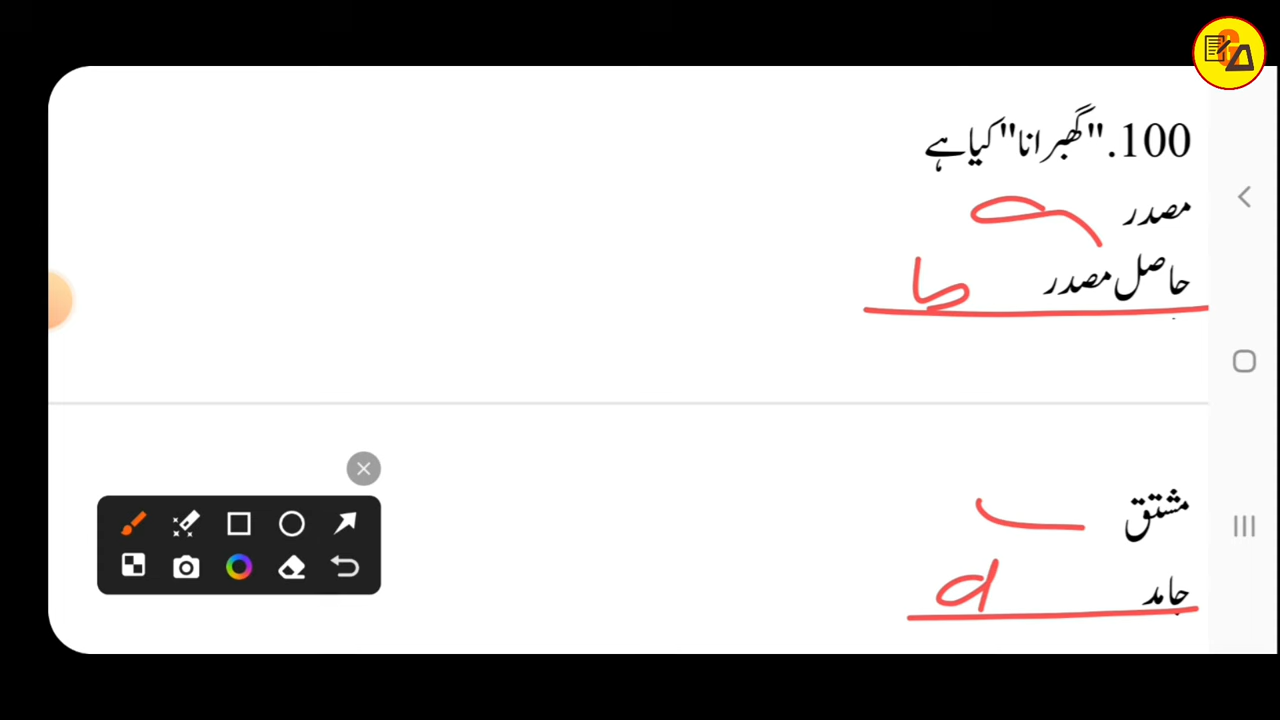 100. "گھبرانا" کیا ہے
مصدر a
حاصل مصدر b
مشتق
جامد d